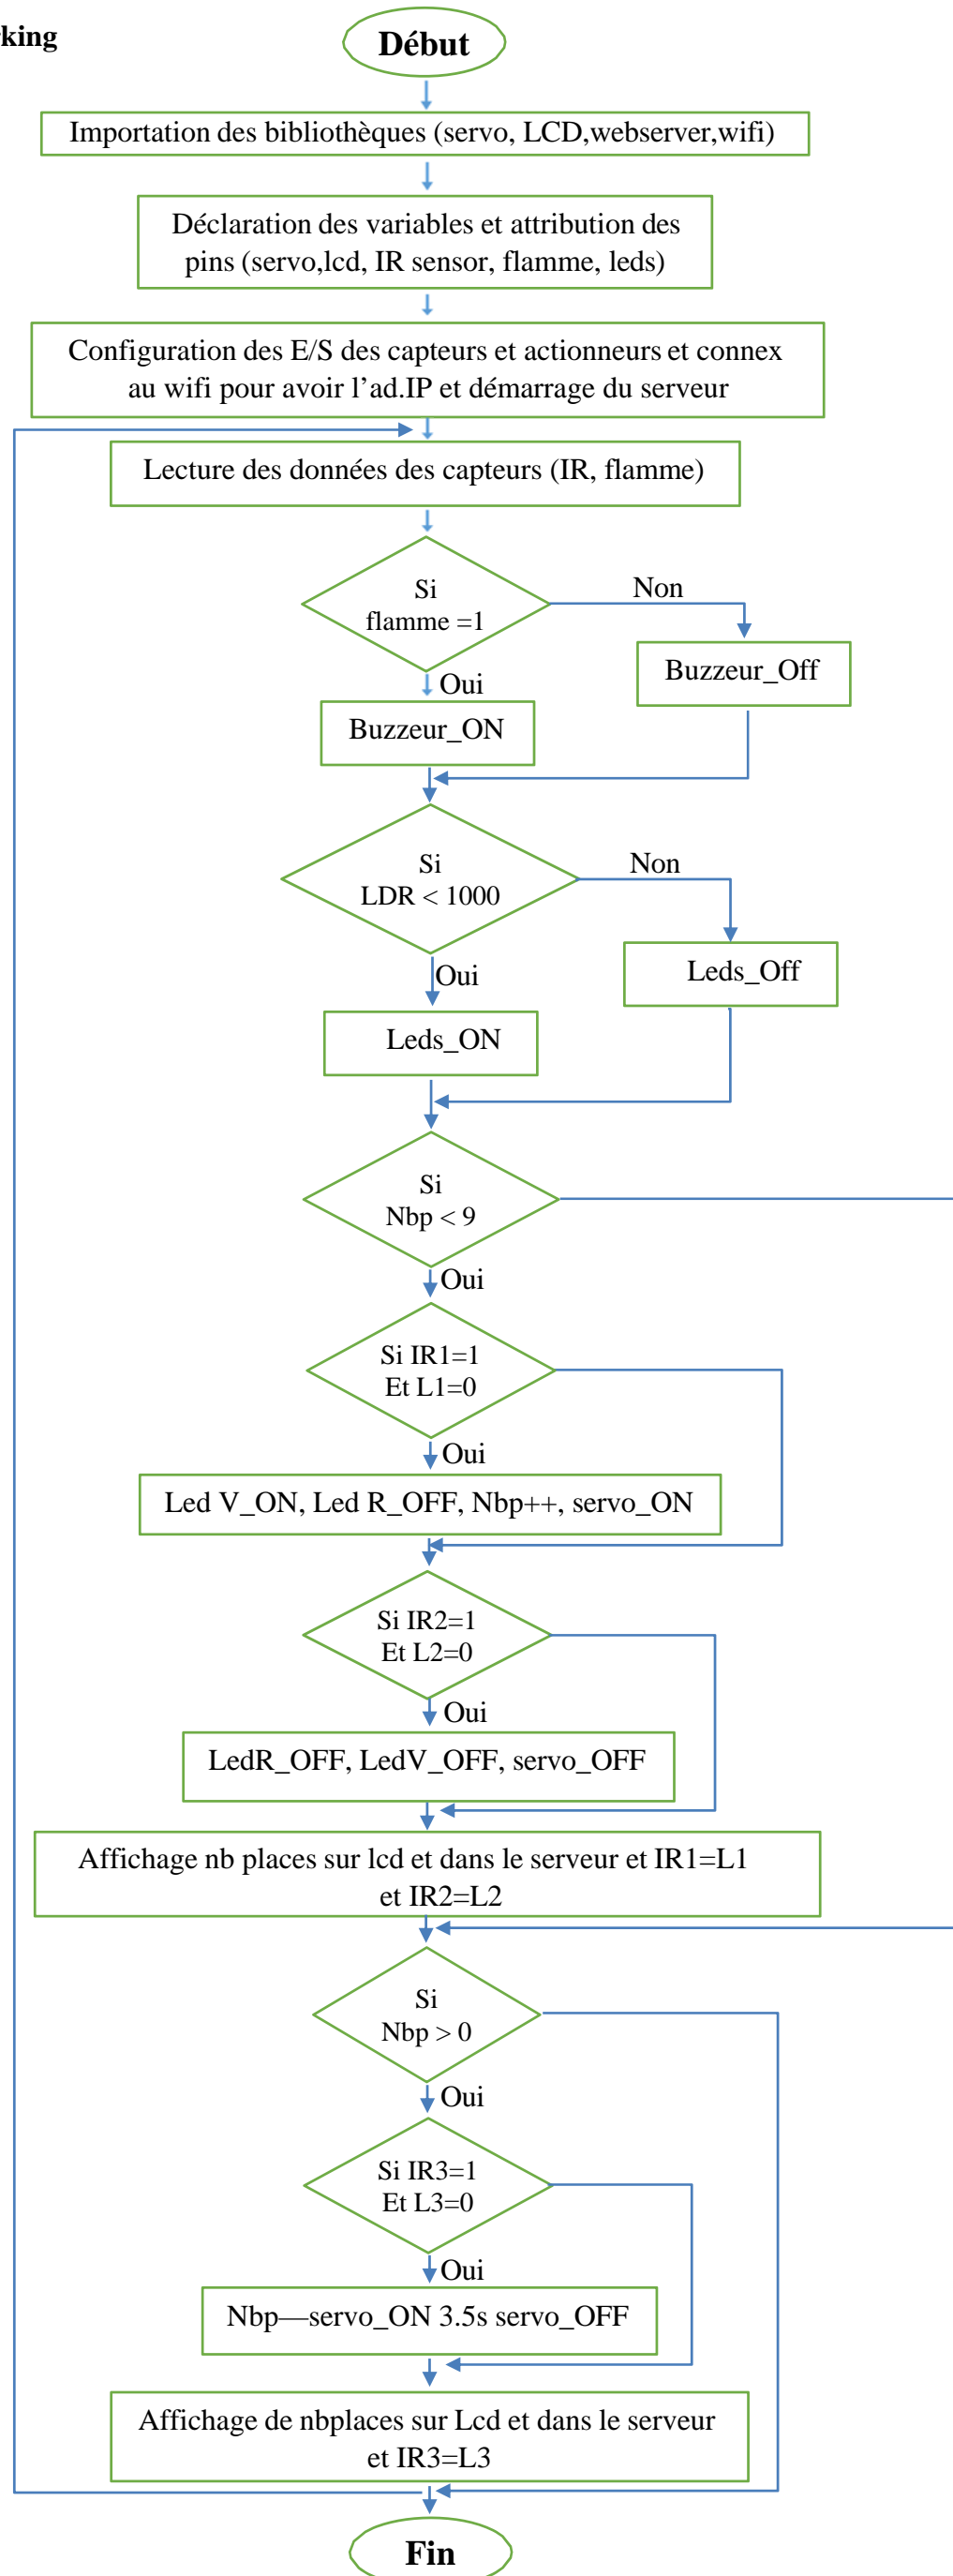 king
Début
Importation des bibliothèques (servo, LCD,webserver,wifi)
Déclaration des variables et attribution des
pins (servo,lcd, IR sensor, flamme, leds)
Configuration des E/S des capteurs et actionneurs et connex
au wifi pour avoir l’ad.IP et démarrage du serveur
Lecture des données des capteurs (IR, flamme)
Si
flamme =1
Non
Buzzeur_Off
Oui
Buzzeur_ON
Si
LDR < 1000
Non
Leds_Off
Oui
Leds_ON
Si
Nbp < 9
Oui
Si IR1=1
Et L1=0
Oui
Led V_ON, Led R_OFF, Nbp++, servo_ON
Si IR2=1
Et L2=0
Oui
LedR_OFF, LedV_OFF, servo_OFF
Affichage nb places sur lcd et dans le serveur et IR1=L1
et IR2=L2
Si
Nbp > 0
Oui
Si IR3=1
Et L3=0
Oui
Nbp—servo_ON 3.5s servo_OFF
Affichage de nbplaces sur Lcd et dans le serveur
et IR3=L3
Fin